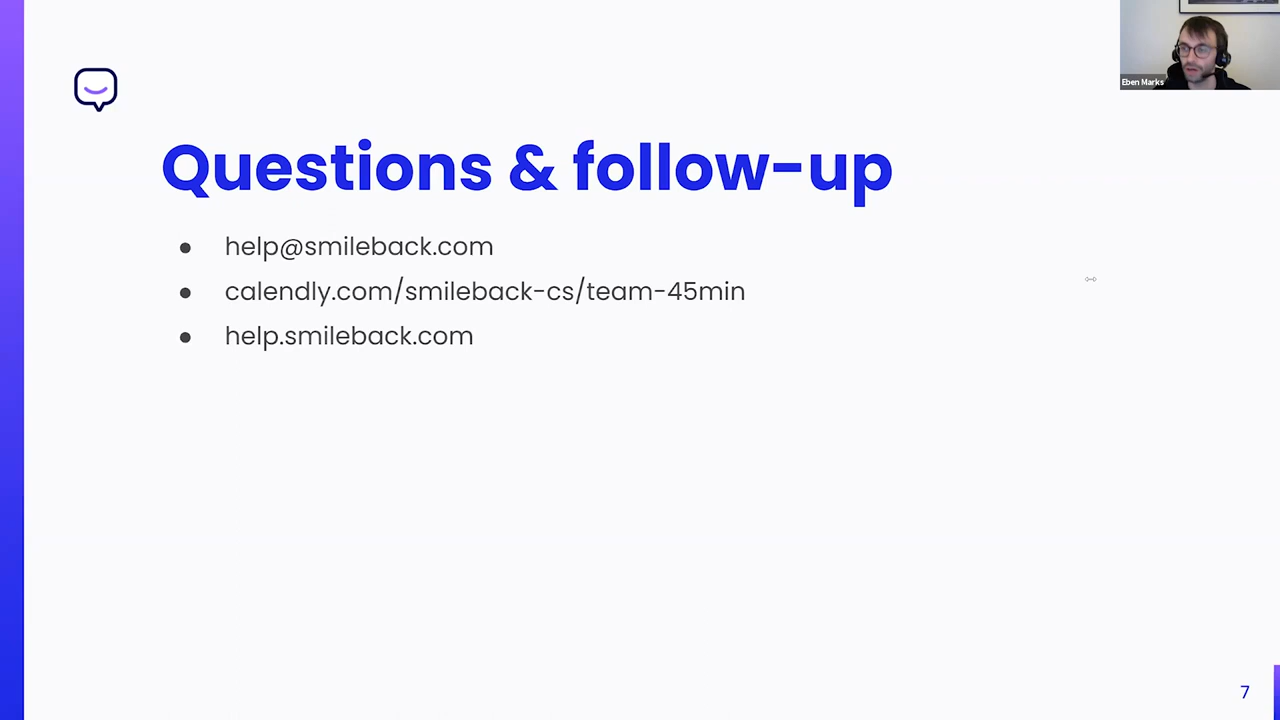 Eben Marks
Questions & follow-up
● help@smileback.com
● calendly.com/smileback-cs/team-45min
● help.smileback.com
7